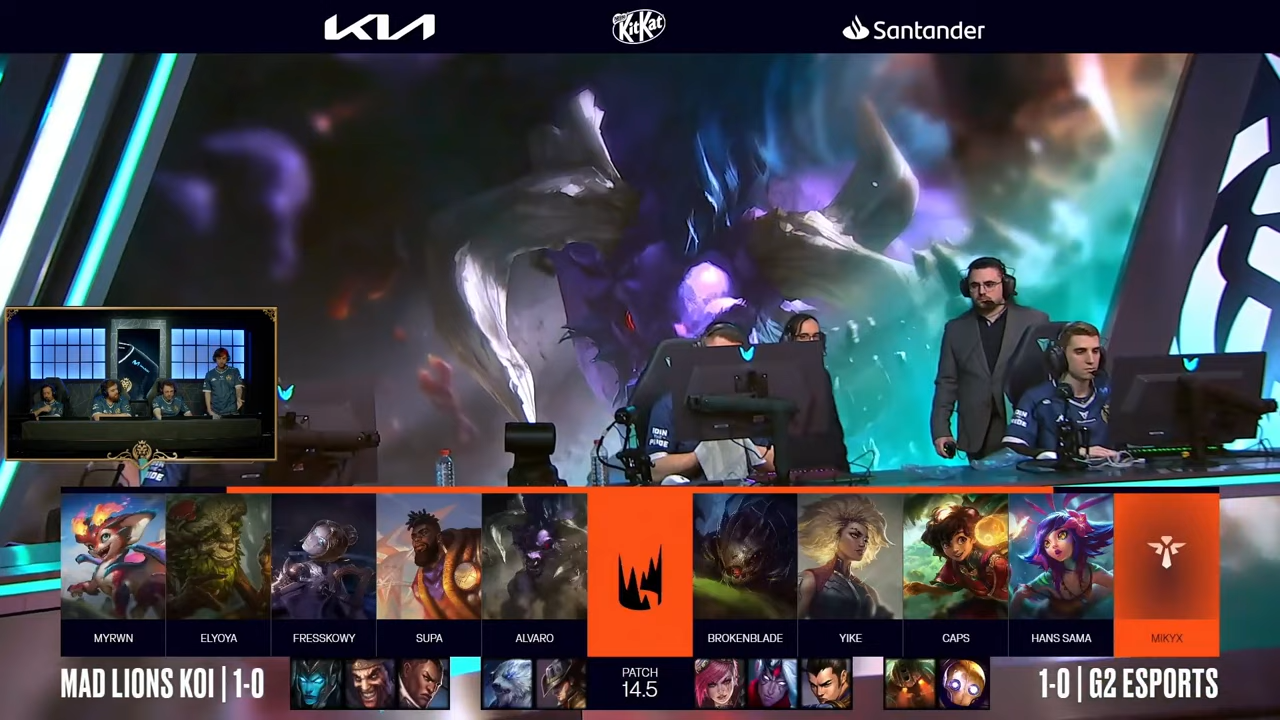 KIA
Nestlé KitKat
Santander
MYRWN
ELYOYA
FRESSKOWY
SUPA
ALVARO
BROKENBLADE
YIKE
CAPS
HANS SAMA
MIKYX
MAD LIONS KOI | 1-0
PATCH
14.5
1-0 | G2 ESPORTS